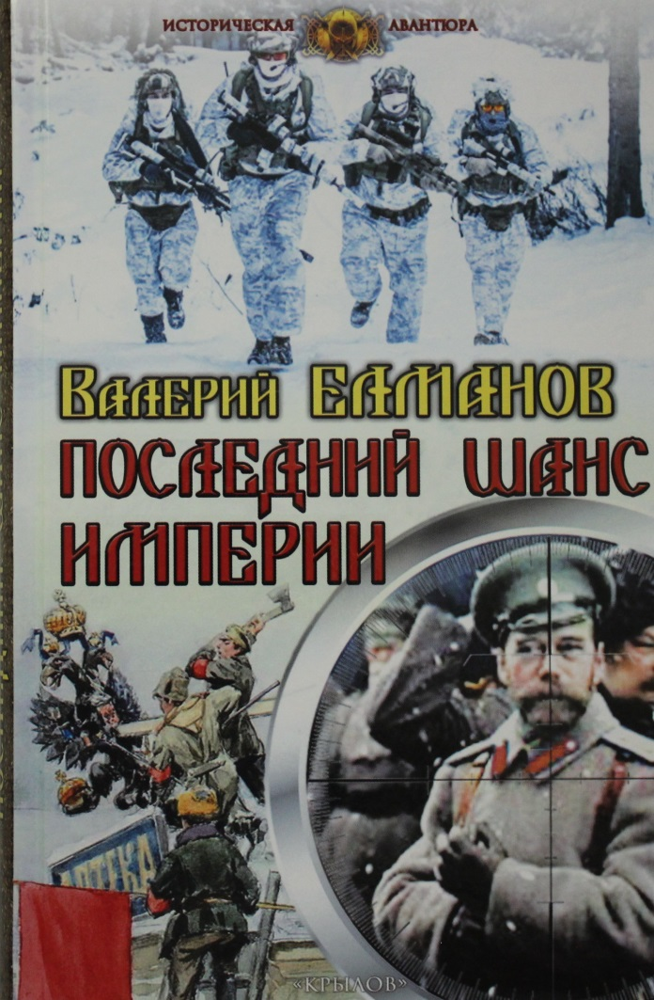 ИСТОРИЧЕСКАЯ АВАНТЮРА
ВАЛЕРИЙ ЕЛМАНОВ
ПОСЛЕДНИЙ ШАНС
ИМПЕРИИ
АПТЕКА
«КРЫЛОВ»